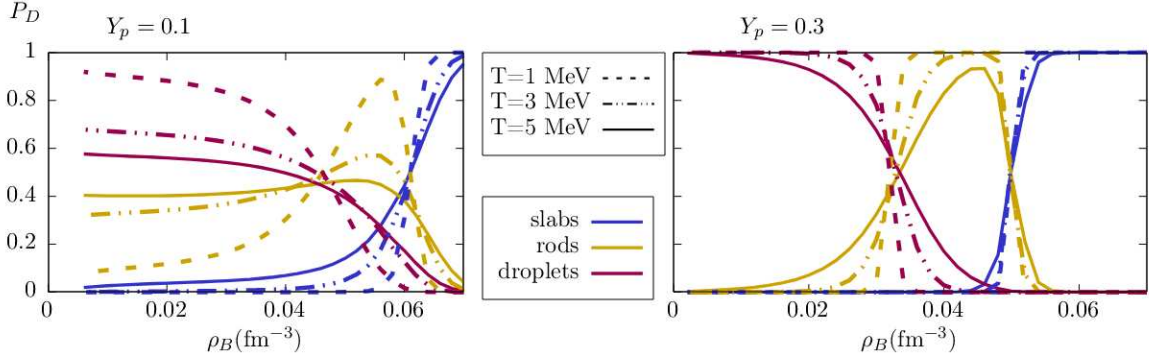 P_D
Y_p = 0.1
Y_p = 0.3
1
0.8
0.6
0.4
0.2
0
0
0.02
0.04
0.06
ρ_B(fm⁻³)
T=1 MeV
T=3 MeV
T=5 MeV
slabs
rods
droplets
0
0.02
0.04
0.06
ρ_B(fm⁻³)